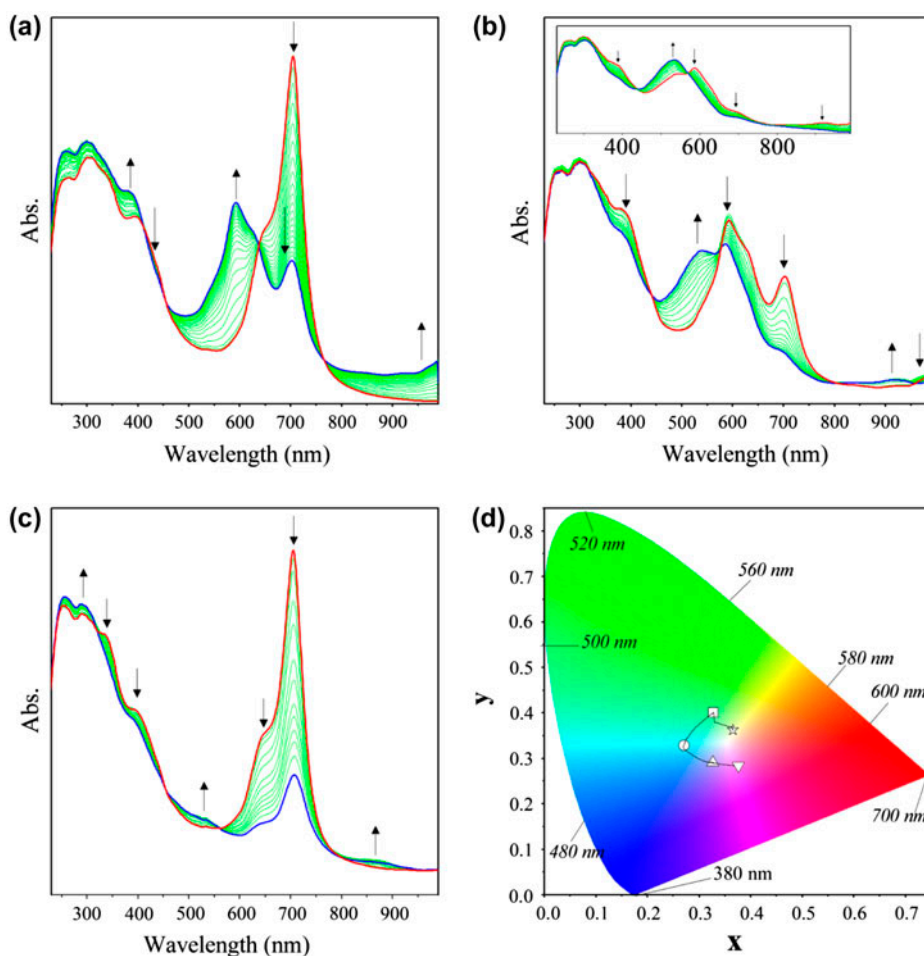 (a)
Abs.
300 400 500 600 700 800 900
Wavelength (nm)
(b)
400 600 800
Abs.
300 400 500 600 700 800 900
Wavelength (nm)
(c)
Abs.
300 400 500 600 700 800 900
Wavelength (nm)
(d)
y
0.8
0.7
0.6
0.5
0.4
0.3
0.2
0.1
0.0
520 nm
560 nm
500 nm
580 nm
600 nm
700 nm
480 nm
380 nm
0.0 0.1 0.2 0.3 0.4 0.5 0.6 0.7
x